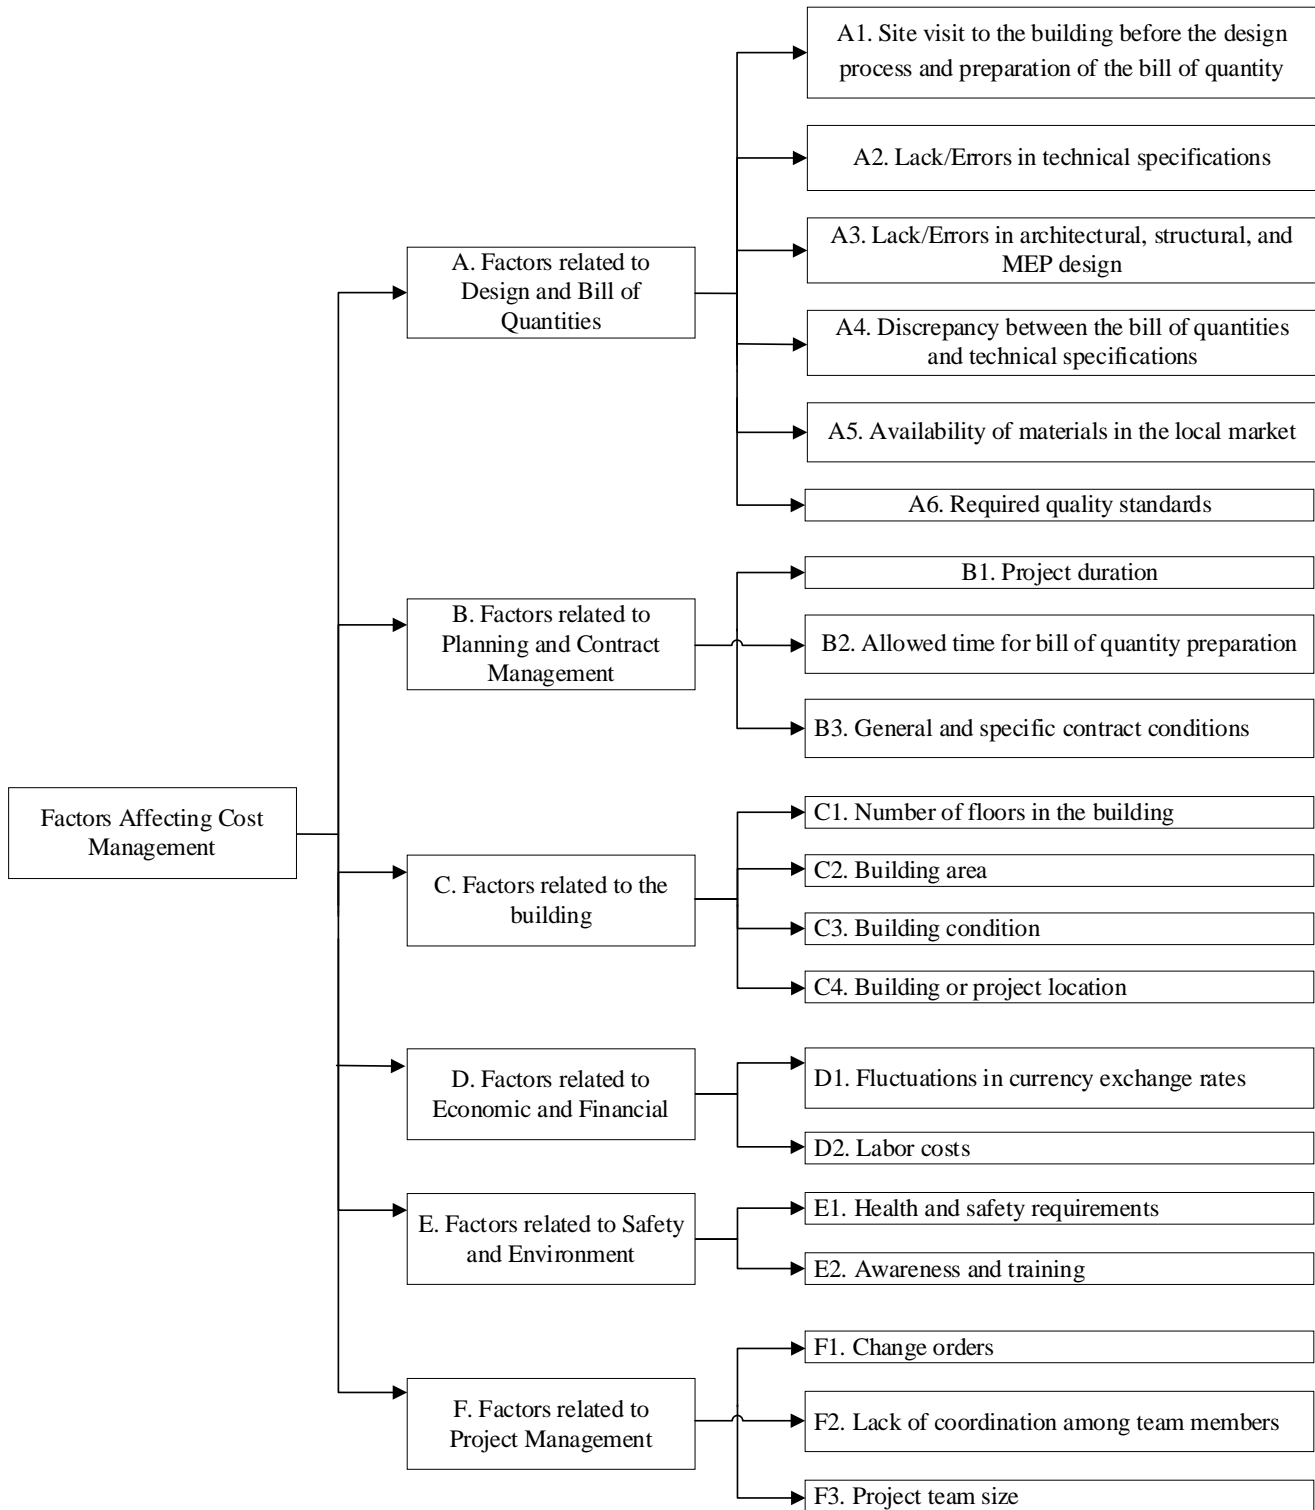 Factors Affecting Cost
Management
A. Factors related to
Design and Bill of
Quantities
A1. Site visit to the building before the design
process and preparation of the bill of quantity
A2. Lack/Errors in technical specifications
A3. Lack/Errors in architectural, structural, and
MEP design
A4. Discrepancy between the bill of quantities
and technical specifications
A5. Availability of materials in the local market
A6. Required quality standards
B. Factors related to
Planning and Contract
Management
B1. Project duration
B2. Allowed time for bill of quantity preparation
B3. General and specific contract conditions
C. Factors related to the
building
C1. Number of floors in the building
C2. Building area
C3. Building condition
C4. Building or project location
D. Factors related to
Economic and Financial
D1. Fluctuations in currency exchange rates
D2. Labor costs
E. Factors related to Safety
and Environment
E1. Health and safety requirements
E2. Awareness and training
F. Factors related to
Project Management
F1. Change orders
F2. Lack of coordination among team members
F3. Project team size